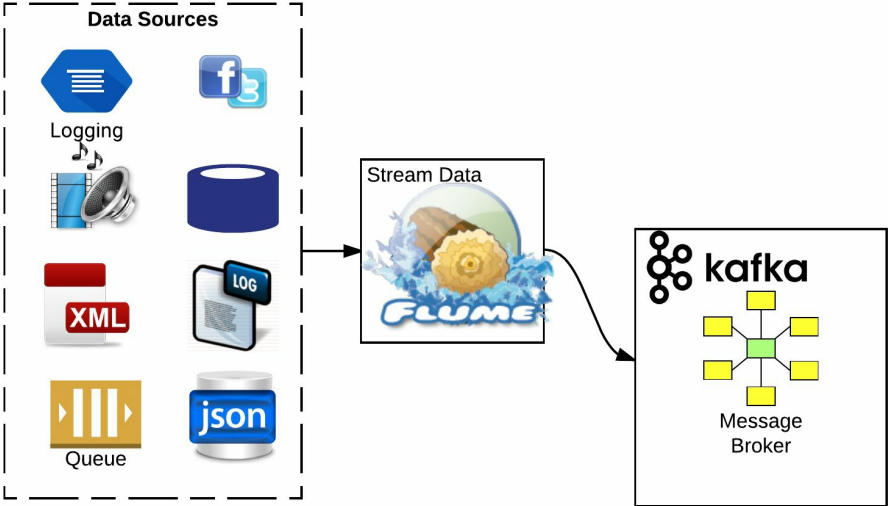 Data Sources
f
t
Logging
XML
LOG
Queue
json
Stream Data
FLUME
kafka
Message
Broker